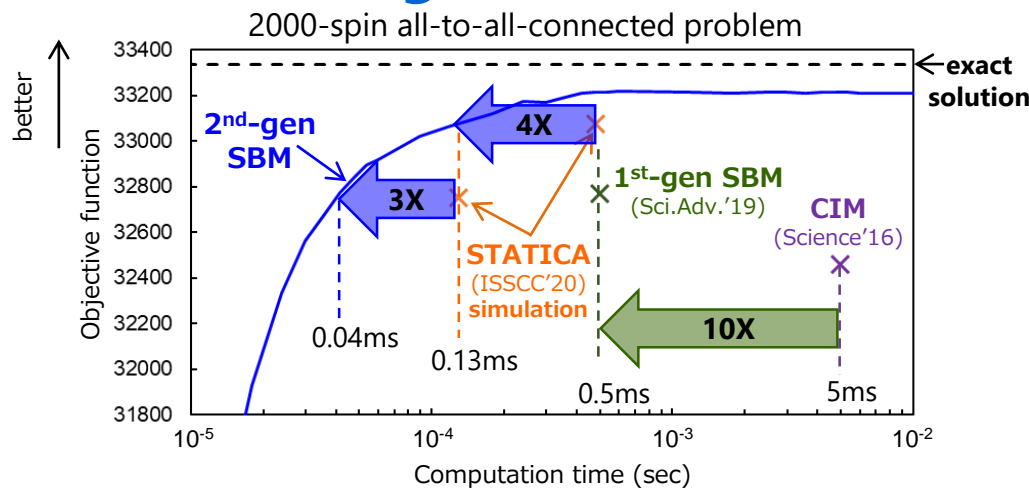 2000-spin all-to-all-connected problem
better
Objective function
33400
33200
33000
32800
32600
32400
32200
32000
31800
exact
solution
2nd-gen
SBM
4X
3X
1st-gen SBM
(Sci.Adv.'19)
CIM
(Science'16)
STATICA
(ISSCC'20)
simulation
10X
0.04ms
0.13ms
0.5ms
5ms
10-5
10-4
10-3
10-2
Computation time (sec)